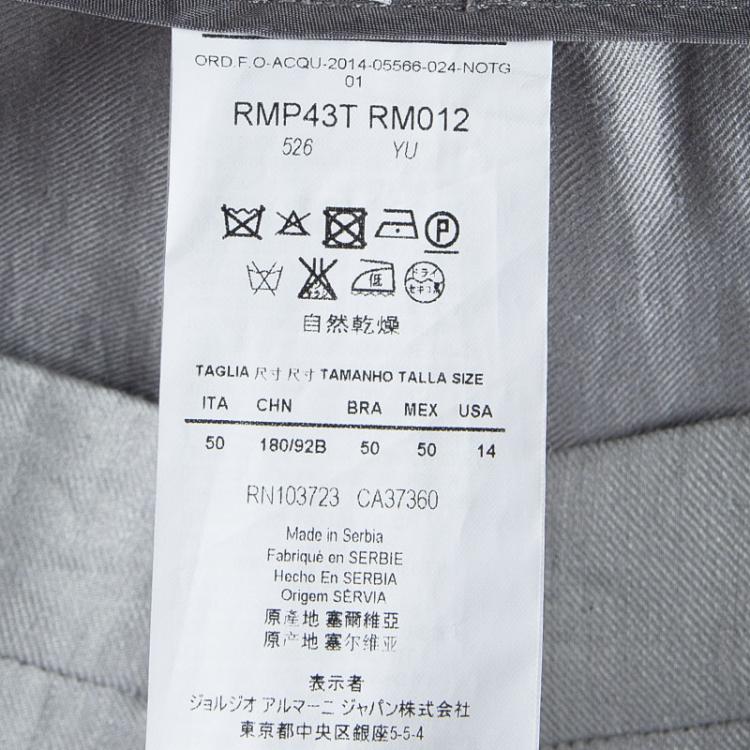 ORD.F.O-ACQU-2014-05566-024-NOTG
01
RMP43T RM012
526 YU
P
低 ドライ
自然乾燥
TAGLIA 尺寸 尺寸 TAMANHO TALLA SIZE
ITA CHN BRA MEX USA
50 180/92B 50 50 14
RN103723 CA37360
Made in Serbia
Fabriqué en SERBIE
Hecho En SERBIA
Origem SÉRVIA
原產地 塞爾維亞
原产地 塞尔维亚
表示者
ジョルジオ アルマーニ ジャパン株式会社
東京都中央区銀座5-5-4